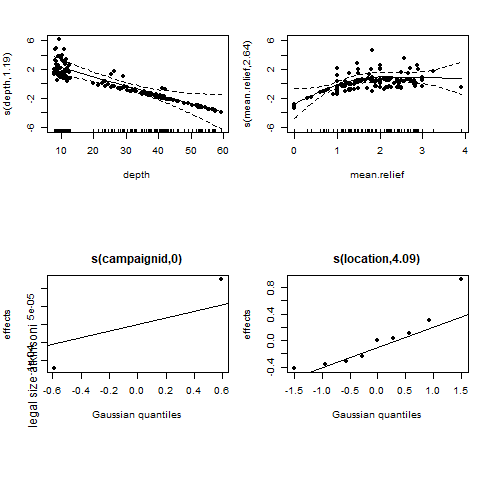 s(depth,1.19)
6
2
-2
-6
10 20 30 40 50 60
depth
s(mean.relief,2.64)
6
2
-2
-6
0 1 2 3 4
mean.relief
s(campaignid,0)
effects
legal size atkinsoni
5e-05
-0.6 -0.4 -0.2 0.0 0.2 0.4 0.6
Gaussian quantiles
s(location,4.09)
effects
0.8
0.4
0.0
-0.4
-1.5 -1.0 -0.5 0.0 0.5 1.0 1.5
Gaussian quantiles